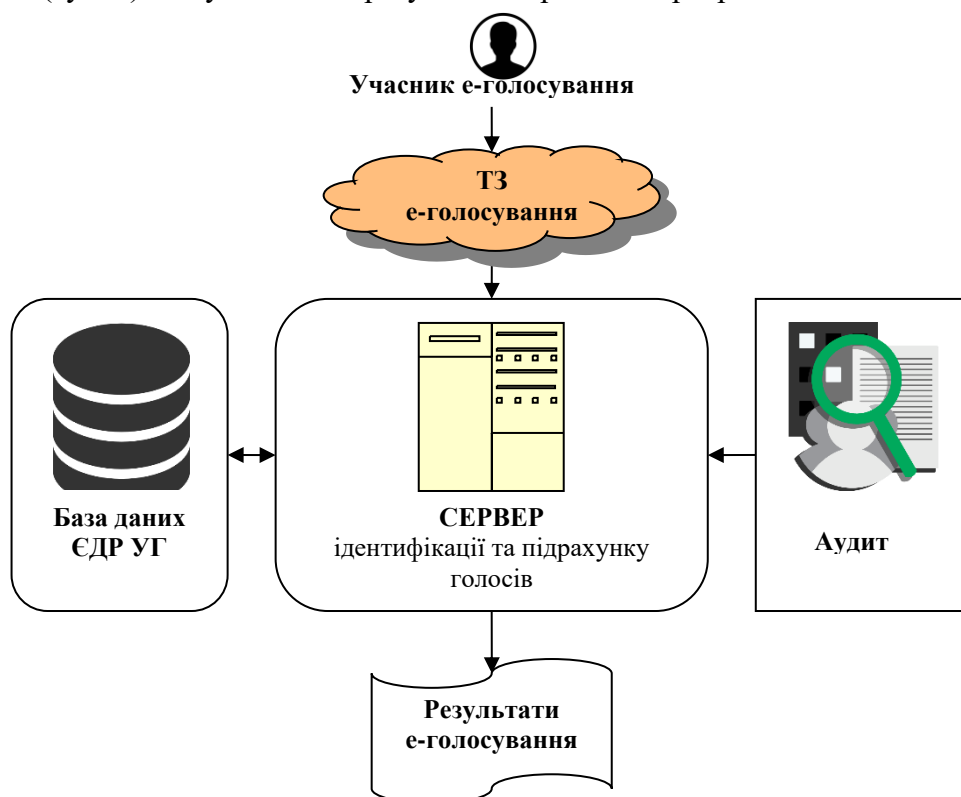 Учасник е-голосування
ТЗ
е-голосування
База даних
ЄДР УГ
СЕРВЕР
ідентифікації та підрахунку
голосів
Аудит
Результати
е-голосування